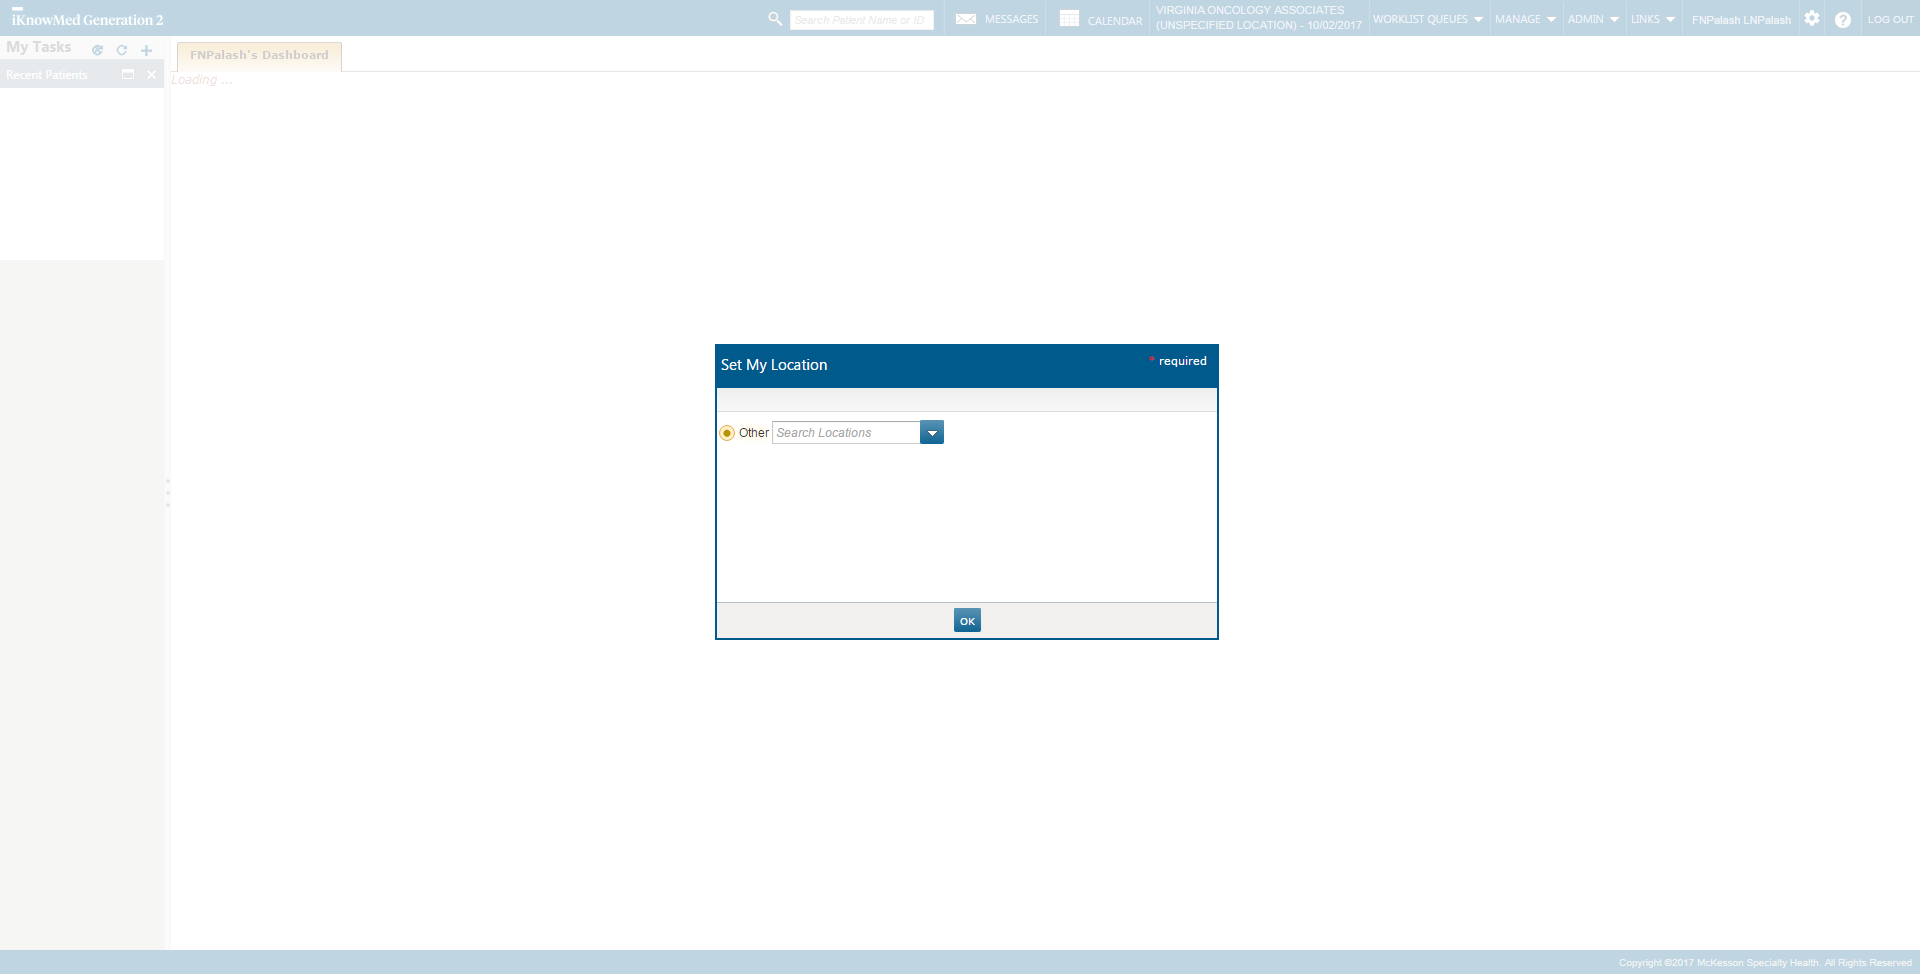 iKnowMed Generation 2
Search Patient Name or ID
MESSAGES
CALENDAR
VIRGINIA ONCOLOGY ASSOCIATES
(UNSPECIFIED LOCATION) - 10/02/2017
WORKLIST QUEUES
MANAGE
ADMIN
LINKS
FNPalash LNPalash
?
LOG OUT
My Tasks
FNPalash's Dashboard
Recent Patients
Loading ...
Set My Location
* required
Other
Search Locations
OK
Copyright ©2017 McKesson Specialty Health. All Rights Reserved